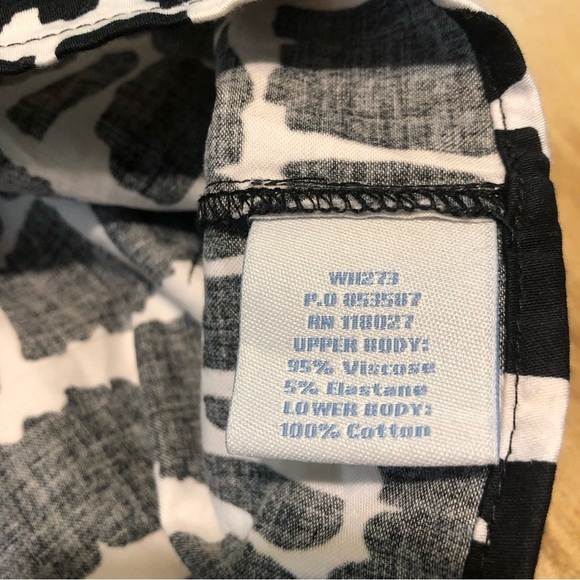 WH273
P.O 853587
RN 118027
UPPER BODY:
95% Viscose
5% Elastane
LOWER BODY:
100% Cotton